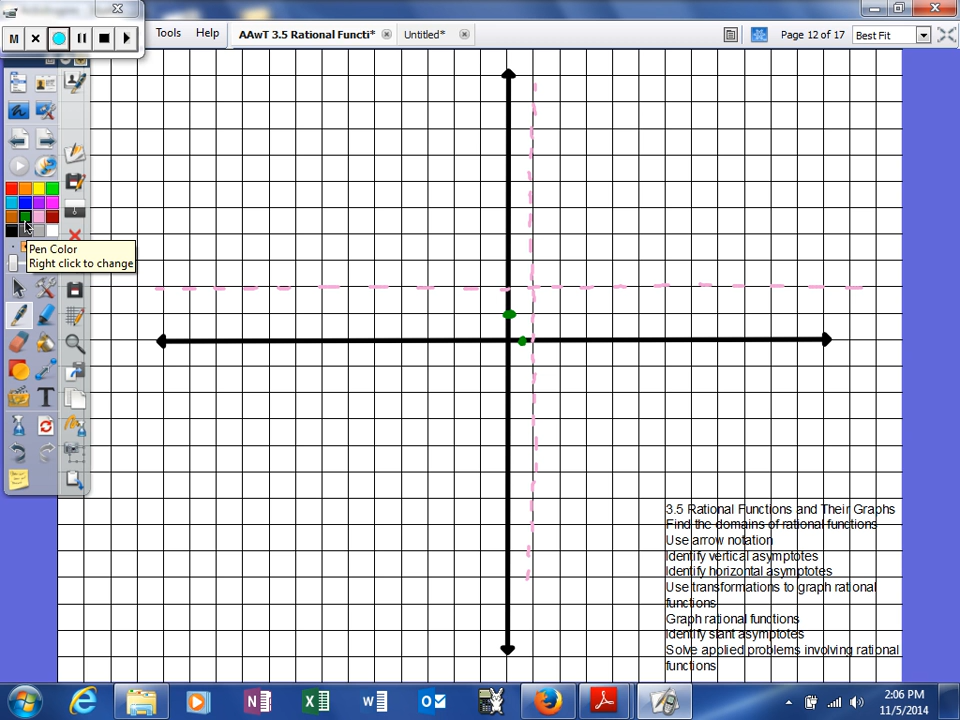 M
Tools Help AAwT 3.5 Rational Functi* Untitled* Page 12 of 17 Best Fit
Pen Color
Right click to change
T
3.5 Rational Functions and Their Graphs
Find the domains of rational functions
Use arrow notation
Identify vertical asymptotes
Identify horizontal asymptotes
Use transformations to graph rational
functions
Graph rational functions
Identify slant asymptotes
Solve applied problems involving rational
functions
2:06 PM
11/5/2014